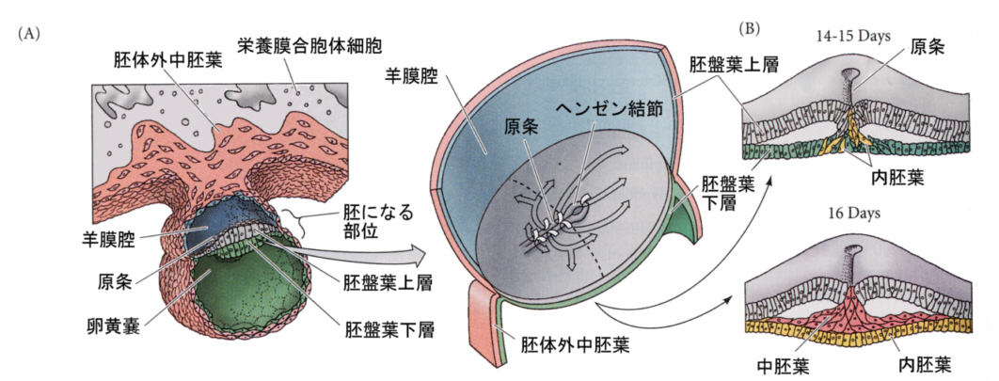 (A)
栄養膜合胞体細胞
胚体外中胚葉
羊膜腔
原条
卵黄嚢
胚になる
部位
胚盤葉上層
胚盤葉下層
羊膜腔
原条
ヘンゼン結節
胚盤葉上層
胚盤葉
下層
胚体外中胚葉
(B)
14-15 Days
原条
内胚葉
16 Days
中胚葉
内胚葉